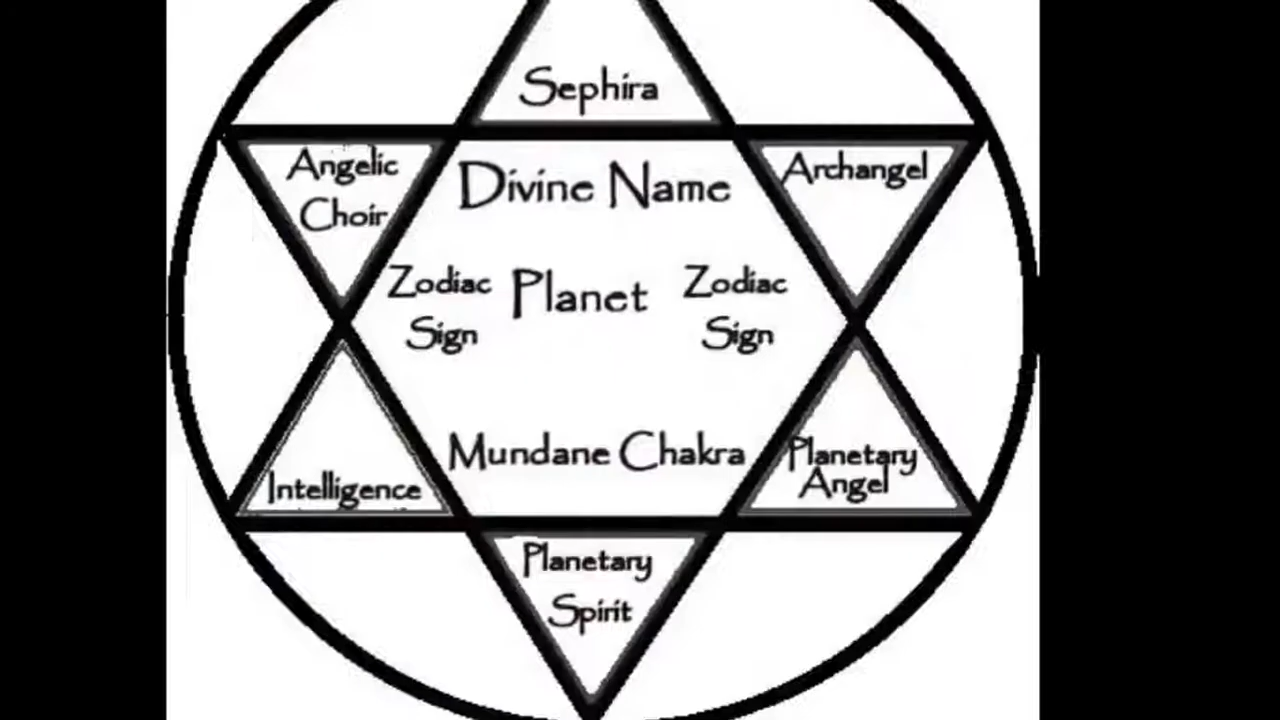 Sephira
Angelic
Choir
Divine Name
Archangel
Zodiac
Sign
Planet
Zodiac
Sign
Mundane Chakra
Intelligence
Planetary
Angel
Planetary
Spirit